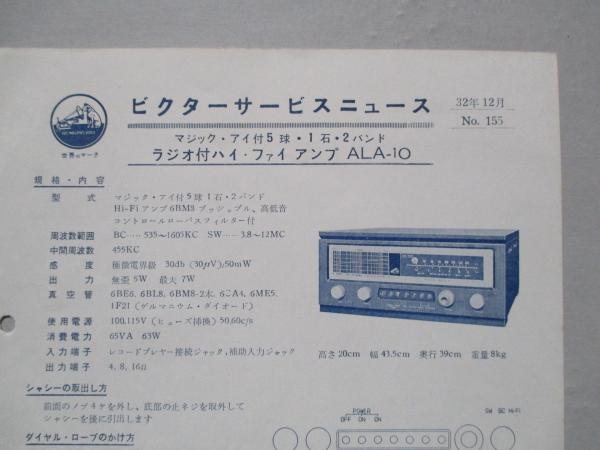 世界のマーク
ビクターサービスニュース
32年12月
No. 155
マジック・アイ付5球・1石・2バンド
ラジオ付ハイ・ファイ アンプ ALA-10
規格・内容
型式 マジック・アイ付5球1石・2バンド
Hi-Fiアンプ6BM8プッシュプル、高低音
コントロールローパスフィルター付
周波数範囲 BC…… 535〜1605KC SW…… 3.8〜12MC
中間周波数 455KC
感度 極微電界級 30db (30μV)/50mW
出力 無歪 5W 最大 7W
真空管 6BE6, 6BL8, 6BM8-2本, 6CA4, 6ME5,
1F21 (ゲルマニウム・ダイオード)
使用電源 100,115V (ヒューズ挿換) 50,60c/s
消費電力 65VA 63W
入力端子 レコードプレヤー接続ジャック, 補助入力ジャック
出力端子 4, 8, 16Ω
高さ20cm 幅43.5cm 奥行39cm 重量8kg
シャシーの取出し方
前面のノブ4ケを外し、底部の止ネジを取外して
シャシーを後に引出します
ダイヤル・ロープのかけ方
POWER
OFF ON ON
SW BC Hi-Fi